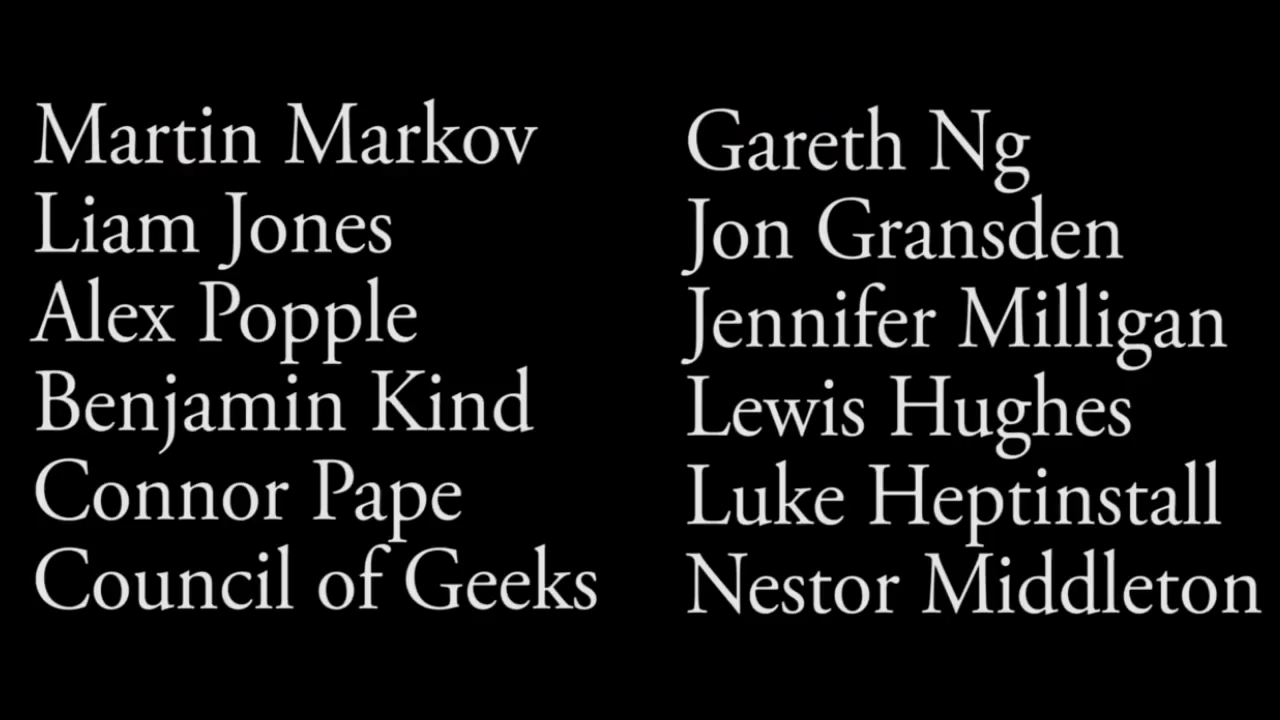 Martin Markov
Liam Jones
Alex Popple
Benjamin Kind
Connor Pape
Council of Geeks
Gareth Ng
Jon Gransden
Jennifer Milligan
Lewis Hughes
Luke Heptinstall
Nestor Middleton